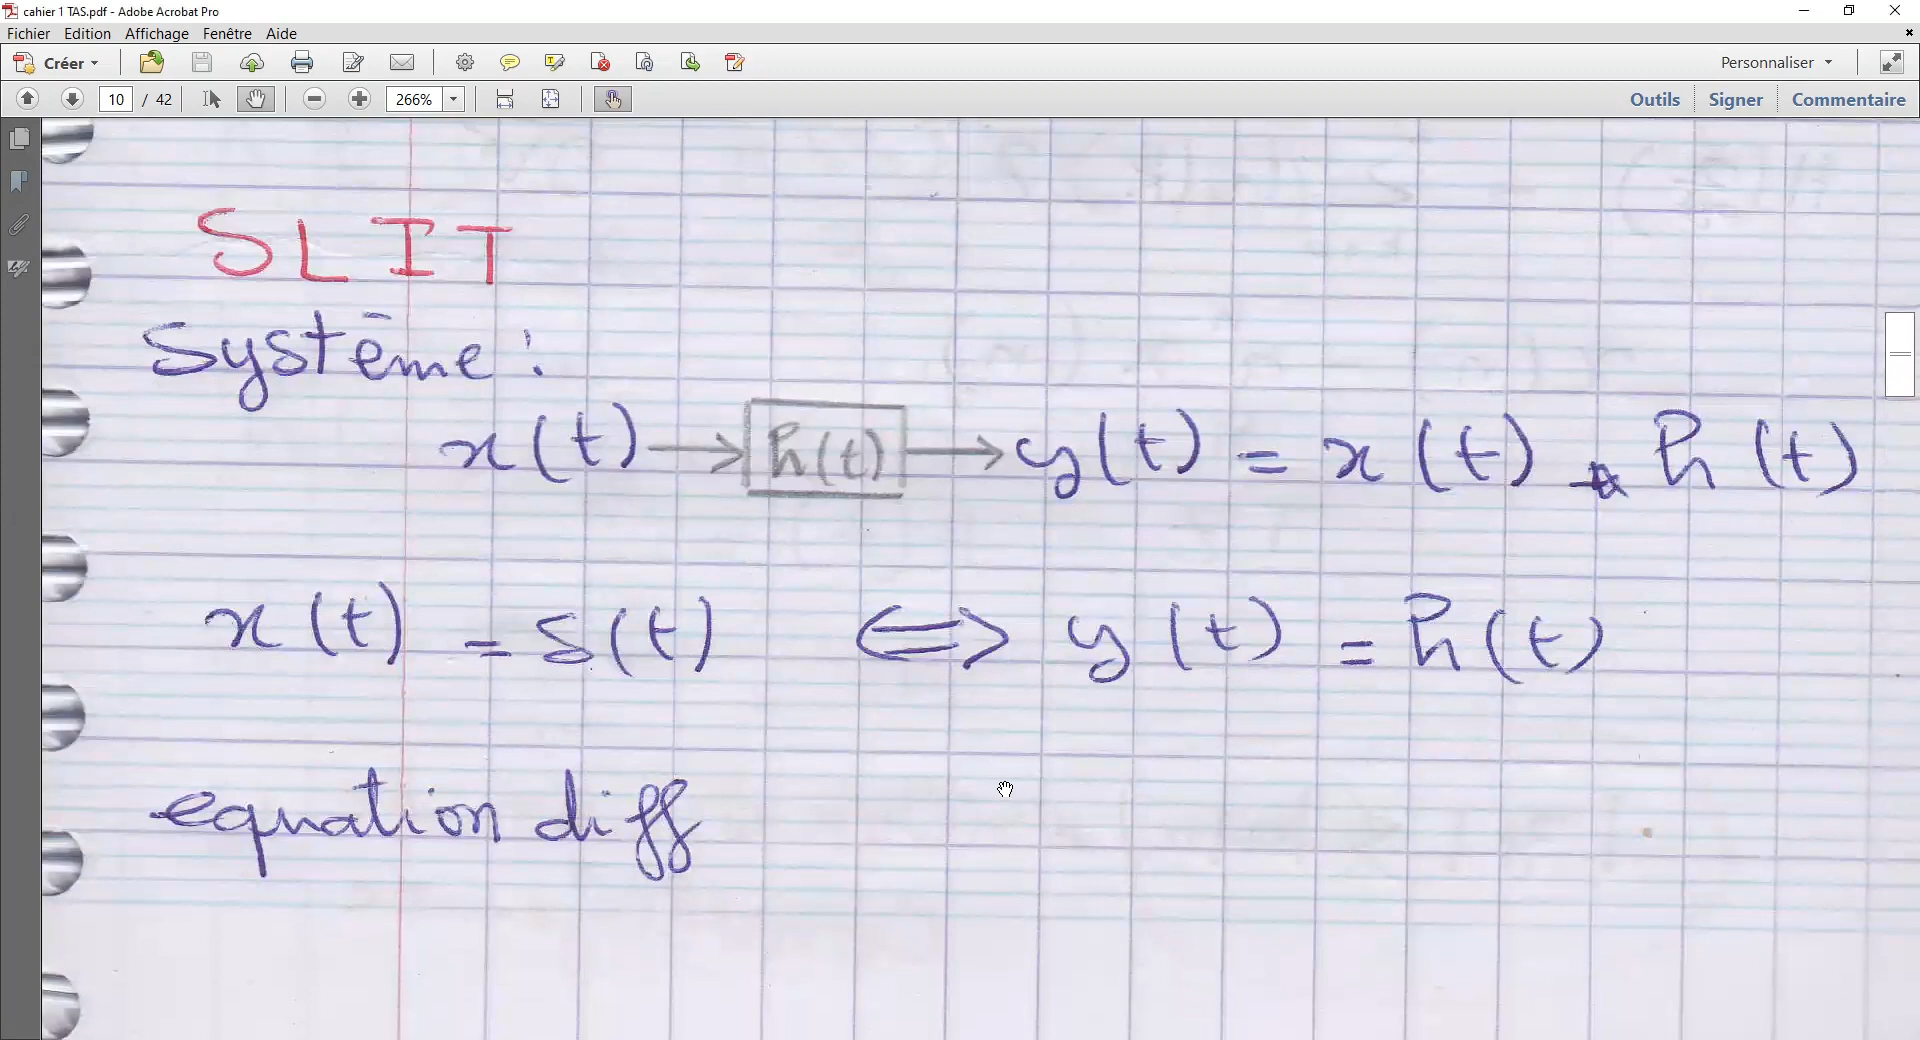 cahier 1 TAS.pdf - Adobe Acrobat Pro
Fichier Edition Affichage Fenêtre Aide
Créer Personnaliser
10 / 42 266% Outils Signer Commentaire
SLIT
Système :
x(t) → h(t) → y(t) = x(t) * h(t)
x(t) = δ(t) ⇔ y(t) = h(t)
equation diff